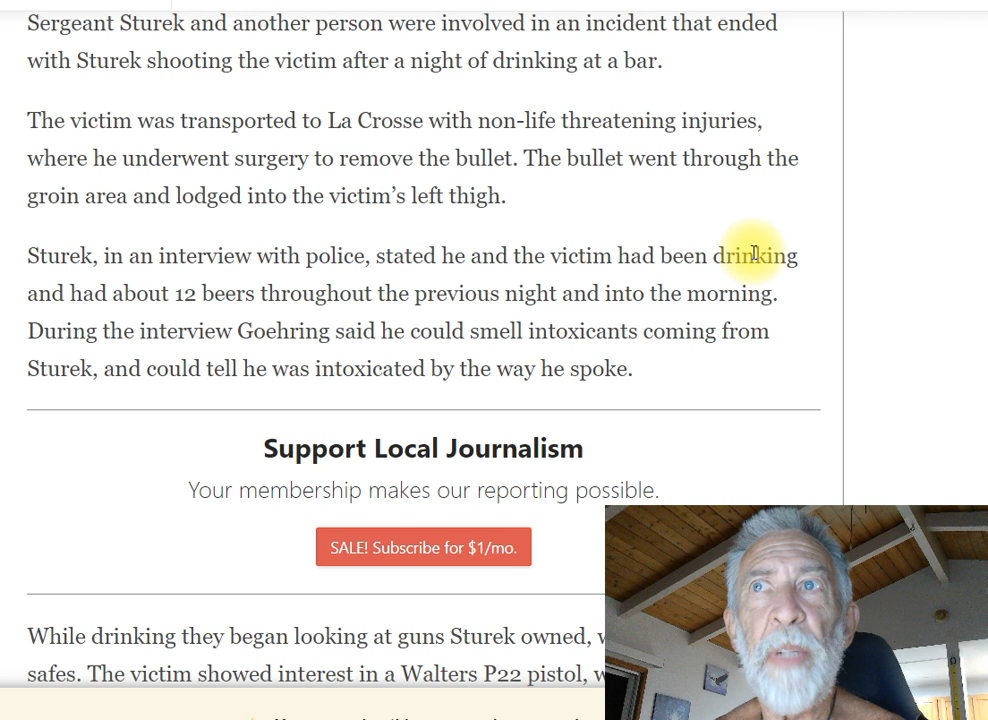 Sergeant Sturek and another person were involved in an incident that ended
with Sturek shooting the victim after a night of drinking at a bar.
The victim was transported to La Crosse with non-life threatening injuries,
where he underwent surgery to remove the bullet. The bullet went through the
groin area and lodged into the victim’s left thigh.
Sturek, in an interview with police, stated he and the victim had been drinking
and had about 12 beers throughout the previous night and into the morning.
During the interview Goehring said he could smell intoxicants coming from
Sturek, and could tell he was intoxicated by the way he spoke.
Support Local Journalism
Your membership makes our reporting possible.
SALE! Subscribe for $1/mo.
While drinking they began looking at guns Sturek owned,
safes. The victim showed interest in a Walters P22 pistol,